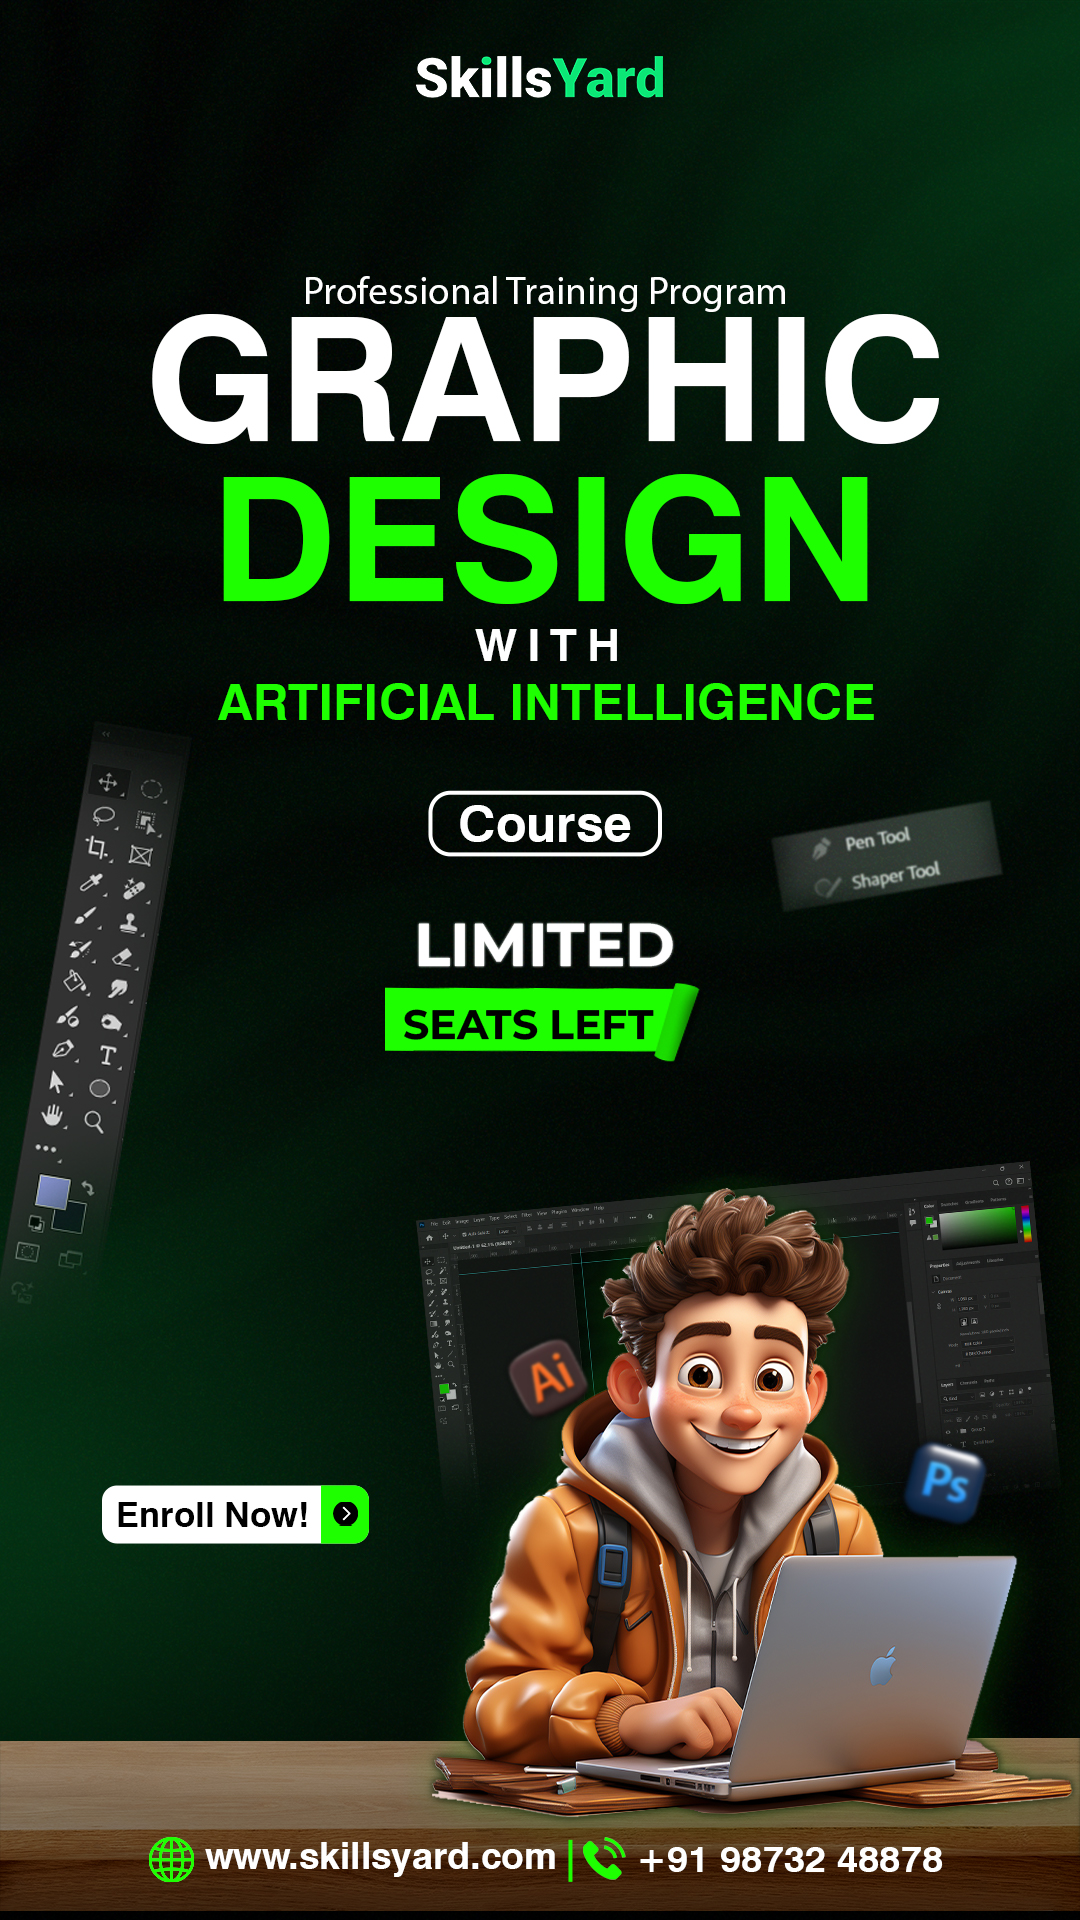 SkillsYard
Professional Training Program
GRAPHIC
DESIGN
WITH
ARTIFICIAL INTELLIGENCE
Course
Pen Tool
Shaper Tool
LIMITED
SEATS LEFT
Ai
Ps
Enroll Now!
www.skillsyard.com | +91 98732 48878